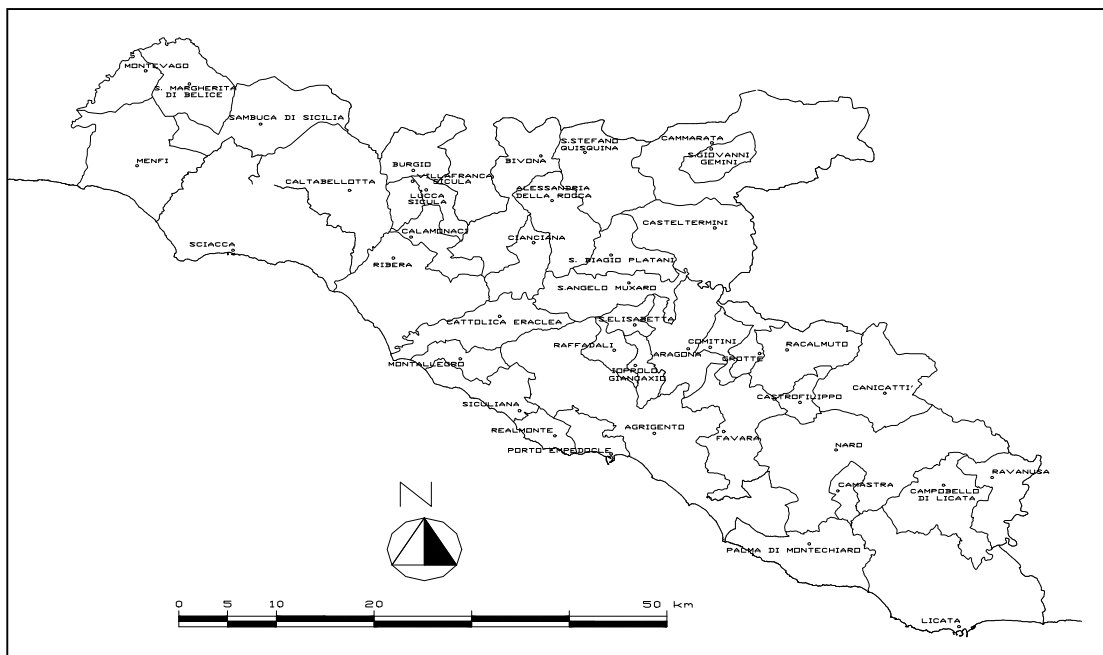 MONTEVAGO
S. MARGHERITA
DI BELICE
SAMBUCA DI SICILIA
MENFI
CALTABELLOTTA
SCIACCA
BURGIO
VILLAFRANCA
SICULA
LUCCA
SICULA
CALAMONACI
RIBERA
BIVONA
S.STEFANO
QUISQUINA
ALESSANDRIA
DELLA ROCCA
CIANCIANA
CAMMARATA
S.GIOVANNI
GEMINI
CASTELTERMINI
S. BIAGIO PLATANI
S.ANGELO MUXARO
CATTOLICA ERACLEA
S.ELISABETTA
MONTALLEGRO
RAFFADALI
IOPPOLO
GIANCAXIO
ARAGONA
COMITINI
GROTTE
RACALMUTO
CASTROFILIPPO
CANICATTI'
SICULIANA
REALMONTE
PORTO EMPEDOCLE
AGRIGENTO
FAVARA
NARO
CAMASTRA
CAMPOBELLO
DI LICATA
RAVANUSA
PALMA DI MONTECHIARO
LICATA
N
0 5 10 20 50 km